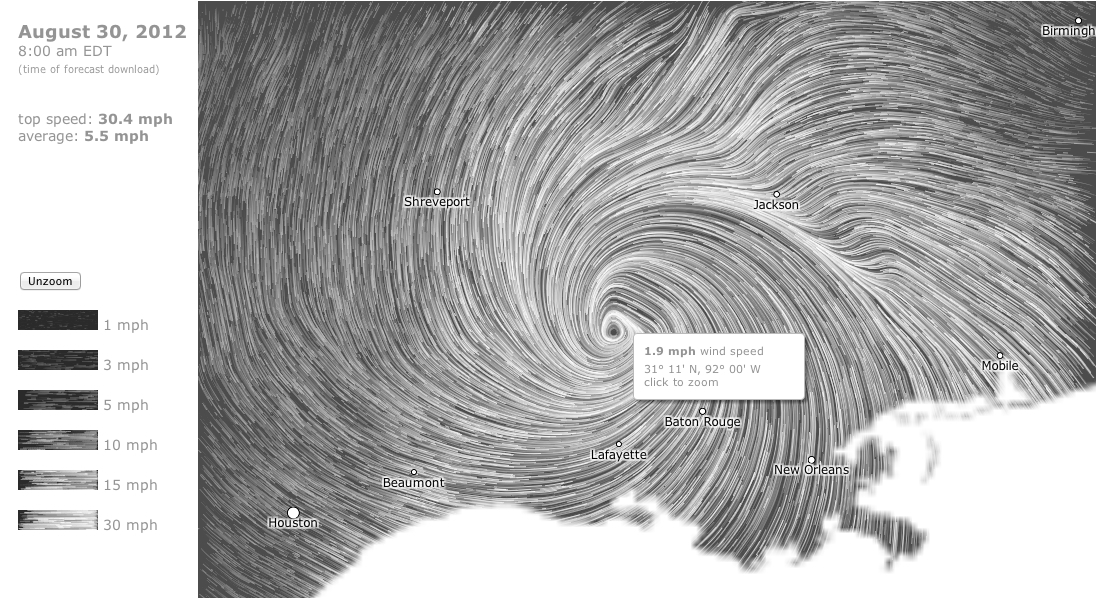 August 30, 2012
8:00 am EDT
(time of forecast download)
top speed: 30.4 mph
average: 5.5 mph
Unzoom
1 mph
3 mph
5 mph
10 mph
15 mph
30 mph
Birmingh
Shreveport
Jackson
1.9 mph wind speed
31° 11' N, 92° 00' W
click to zoom
Mobile
Baton Rouge
Lafayette
New Orleans
Beaumont
Houston